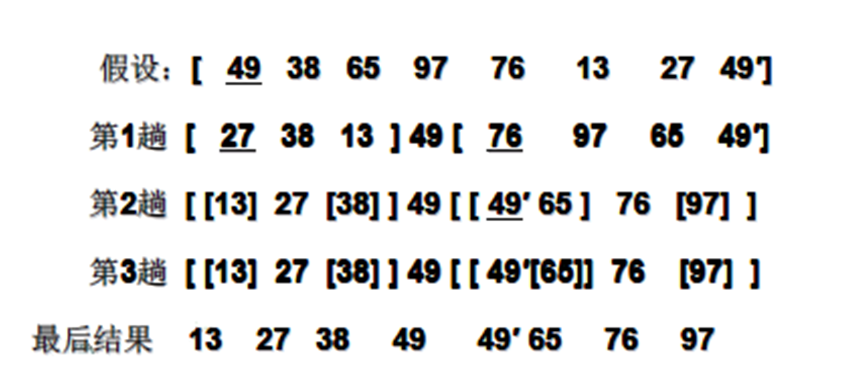 假设：[ 49 38 65 97 76 13 27 49′]
第1趟 [ 27 38 13 ] 49 [ 76 97 65 49′]
第2趟 [ [13] 27 [38] ] 49 [ [ 49′ 65 ] 76 [97] ]
第3趟 [ [13] 27 [38] ] 49 [ [ 49′[65]] 76 [97] ]
最后结果 13 27 38 49 49′ 65 76 97